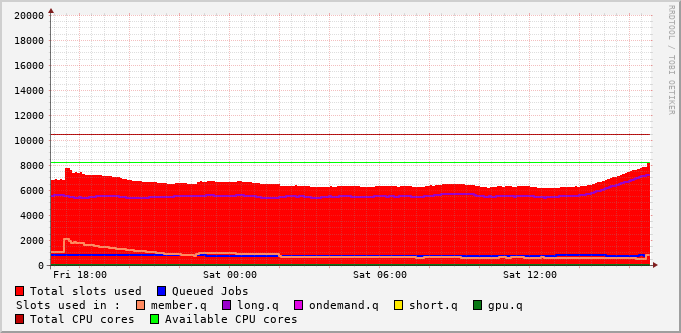 20000
18000
16000
14000
12000
10000
8000
6000
4000
2000
0
Fri 18:00 Sat 00:00 Sat 06:00 Sat 12:00
Total slots used Queued Jobs
Slots used in : member.q long.q ondemand.q short.q gpu.q
Total CPU cores Available CPU cores
RRDTOOL / TOBI OETIKER